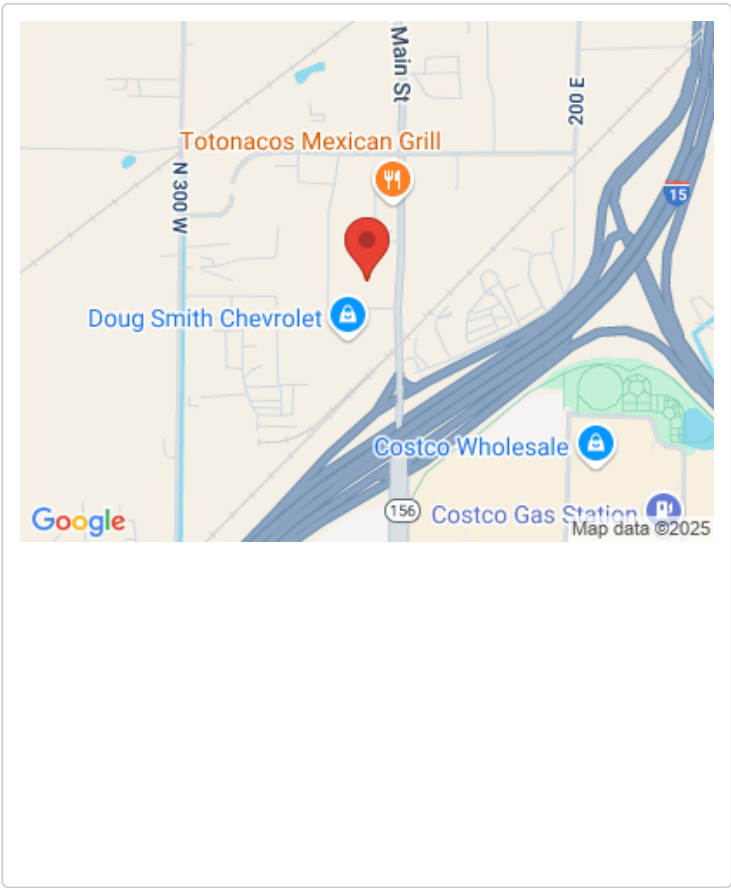 Main St
200 E
Totonacos Mexican Grill
N 300 W
15
Doug Smith Chevrolet
Costco Wholesale
156
Costco Gas Station
Google
Map data ©2025